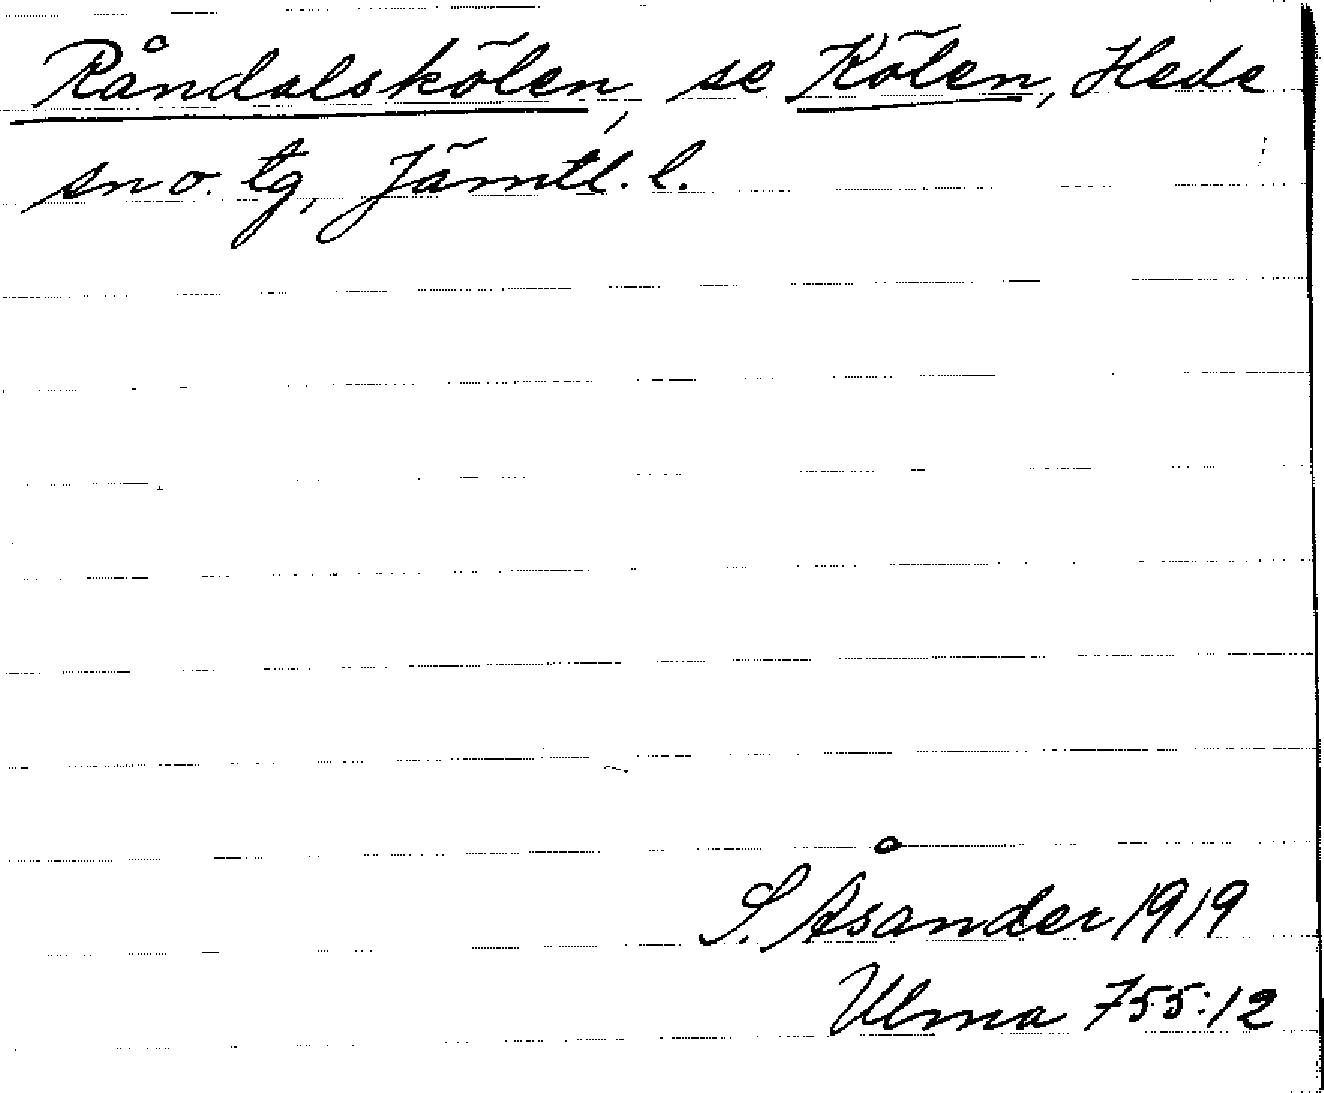 Råndalskölen, se Kölen, Hede
sn o. tg, Jämtl. l.
S. Åsander 1919
Ulma 755:12